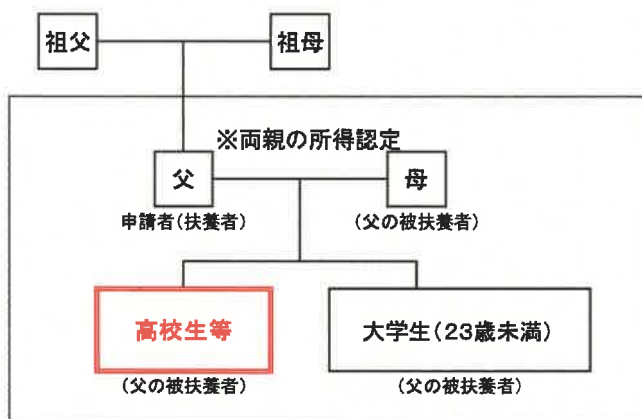 祖父
祖母
※両親の所得認定
父
母
申請者(扶養者)
(父の被扶養者)
高校生等
大学生(23歳未満)
(父の被扶養者)
(父の被扶養者)